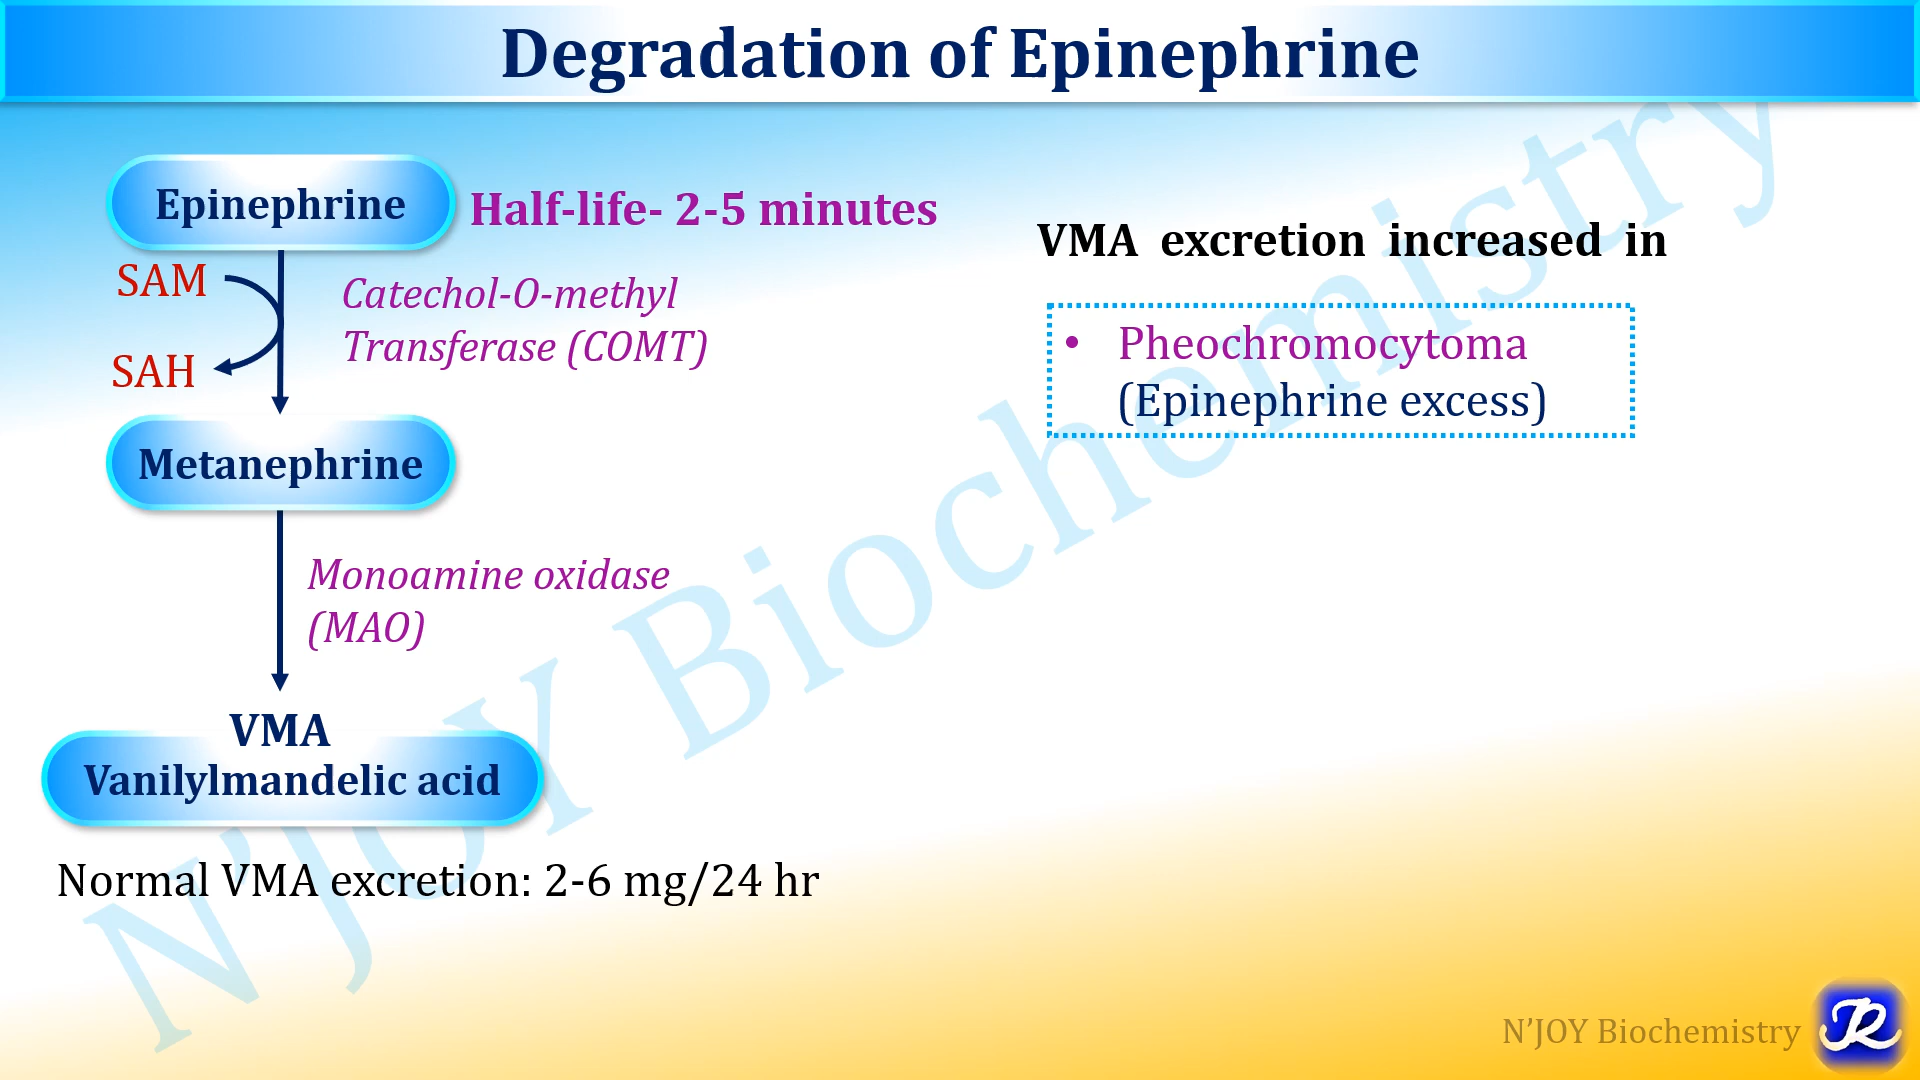 Degradation of Epinephrine
Epinephrine
Half-life- 2-5 minutes
SAM
Catechol-O-methyl
Transferase (COMT)
SAH
Metanephrine
Monoamine oxidase
(MAO)
VMA
Vanilylmandelic acid
Normal VMA excretion: 2-6 mg/24 hr
VMA excretion increased in
• Pheochromocytoma
(Epinephrine excess)
N'JOY Biochemistry
N’JOY Biochemistry
JR